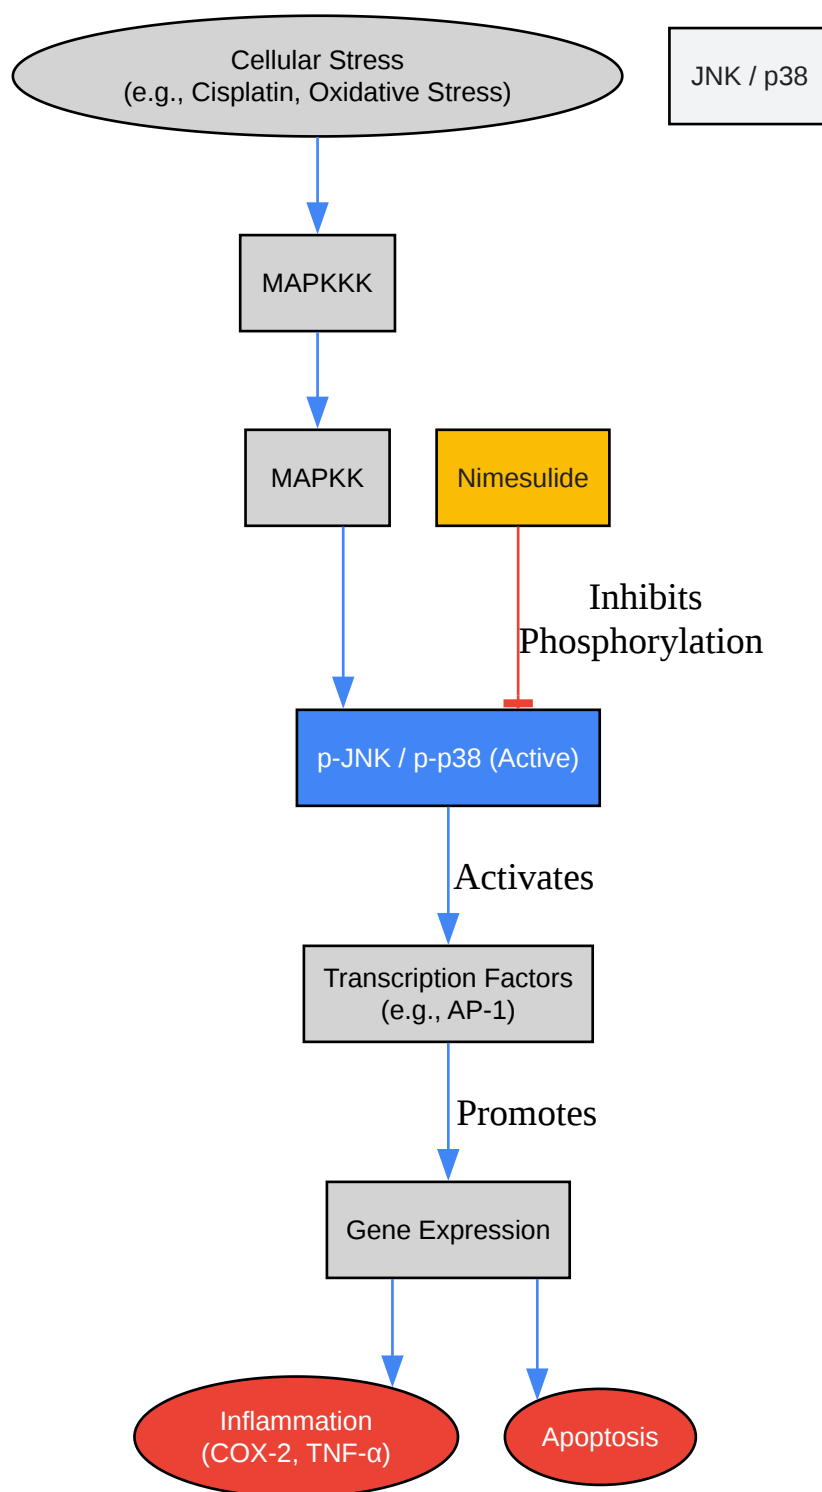 Cellular Stress
(e.g., Cisplatin, Oxidative Stress)
JNK / p38
MAPKKK
MAPKK
Nimesulide
Inhibits
Phosphorylation
p-JNK / p-p38 (Active)
Activates
Transcription Factors
(e.g., AP-1)
Promotes
Gene Expression
Inflammation
(COX-2, TNF-α)
Apoptosis